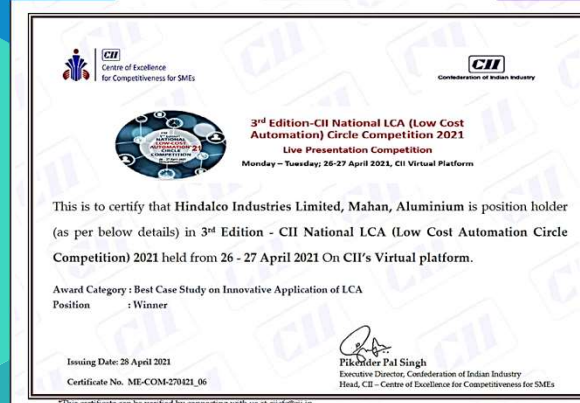 CII
Centre of Excellence
for Competitiveness for SMEs
CII
Confederation of Indian Industry
NATIONAL
LOW-COST
AUTOMATION
CIRCLE
COMPETITION
3rd Edition-CII National LCA (Low Cost
Automation) Circle Competition 2021
Live Presentation Competition
Monday – Tuesday; 26-27 April 2021, CII Virtual Platform
This is to certify that Hindalco Industries Limited, Mahan, Aluminium is position holder
(as per below details) in 3rd Edition - CII National LCA (Low Cost Automation Circle
Competition) 2021 held from 26 - 27 April 2021 On CII's Virtual platform.
Award Category : Best Case Study on Innovative Application of LCA
Position : Winner
Issuing Date: 28 April 2021
Certificate No. ME-COM-270421_06
Pikender Pal Singh
Executive Director, Confederation of Indian Industry
Head, CII – Centre of Excellence for Competitiveness for SMEs